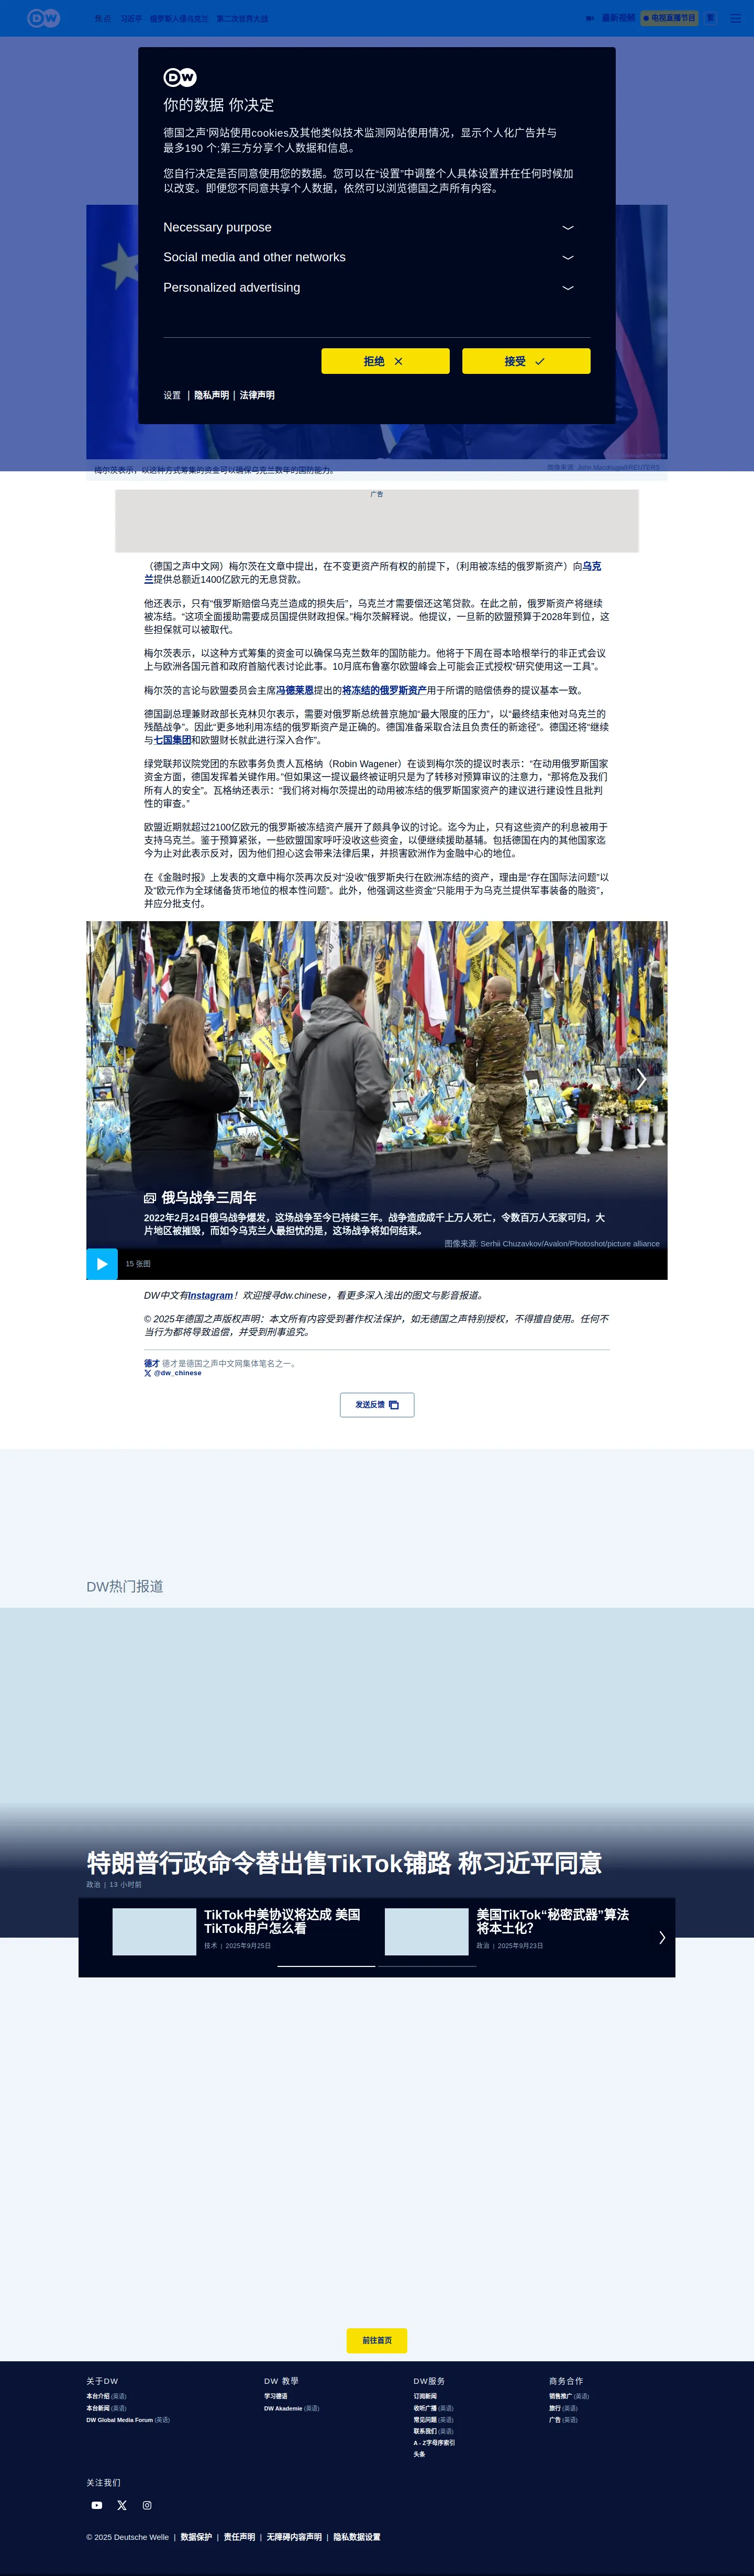 DW
焦点 习近平 俄罗斯入侵乌克兰 第二次世界大战
最新视频 电视直播节目 繁
DW
你的数据 你决定
德国之声'网站使用cookies及其他类似技术监测网站使用情况，显示个人化广告并与
最多190 个;第三方分享个人数据和信息。
您自行决定是否同意使用您的数据。您可以在“设置”中调整个人具体设置并在任何时候加
以改变。即便您不同意共享个人数据，依然可以浏览德国之声所有内容。
Necessary purpose
Social media and other networks
Personalized advertising
拒绝
接受
设置 | 隐私声明 | 法律声明
梅尔茨表示，以这种方式筹集的资金可以确保乌克兰数年的国防能力。
图像来源: John Macdougall/REUTERS
广告
（德国之声中文网）梅尔茨在文章中提出，在不变更资产所有权的前提下，（利用被冻结的俄罗斯资产）向乌克
兰提供总额近1400亿欧元的无息贷款。
他还表示，只有“俄罗斯赔偿乌克兰造成的损失后”，乌克兰才需要偿还这笔贷款。在此之前，俄罗斯资产将继续
被冻结。“这项全面援助需要成员国提供财政担保。”梅尔茨解释说。他提议，一旦新的欧盟预算于2028年到位，这
些担保就可以被取代。
梅尔茨表示，以这种方式筹集的资金可以确保乌克兰数年的国防能力。他将于下周在哥本哈根举行的非正式会议
上与欧洲各国元首和政府首脑代表讨论此事。10月底布鲁塞尔欧盟峰会上可能会正式授权“研究使用这一工具”。
梅尔茨的言论与欧盟委员会主席冯德莱恩提出的将冻结的俄罗斯资产用于所谓的赔偿债券的提议基本一致。
德国副总理兼财政部长克林贝尔表示，需要对俄罗斯总统普京施加“最大限度的压力”，以“最终结束他对乌克兰的
残酷战争”。因此“更多地利用冻结的俄罗斯资产是正确的。德国准备采取合法且负责任的新途径”。德国还将“继续
与七国集团和欧盟财长就此进行深入合作”。
绿党联邦议院党团的东欧事务负责人瓦格纳（Robin Wagener）在谈到梅尔茨的提议时表示：“在动用俄罗斯国家
资金方面，德国发挥着关键作用。”但如果这一提议最终被证明只是为了转移对预算审议的注意力，“那将危及我们
所有人的安全”。瓦格纳还表示：“我们将对梅尔茨提出的动用被冻结的俄罗斯国家资产的建议进行建设性且批判
性的审查。”
欧盟近期就超过2100亿欧元的俄罗斯被冻结资产展开了颇具争议的讨论。迄今为止，只有这些资产的利息被用于
支持乌克兰。鉴于预算紧张，一些欧盟国家呼吁没收这些资金，以便继续援助基辅。包括德国在内的其他国家迄
今为止对此表示反对，因为他们担心这会带来法律后果，并损害欧洲作为金融中心的地位。
在《金融时报》上发表的文章中梅尔茨再次反对“没收”俄罗斯央行在欧洲冻结的资产，理由是“存在国际法问题”以
及“欧元作为全球储备货币地位的根本性问题”。此外，他强调这些资金“只能用于为乌克兰提供军事装备的融资”，
并应分批支付。
俄乌战争三周年
2022年2月24日俄乌战争爆发，这场战争至今已持续三年。战争造成成千上万人死亡，令数百万人无家可归，大
片地区被摧毁，而如今乌克兰人最担忧的是，这场战争将如何结束。
图像来源: Serhii Chuzavkov/Avalon/Photoshot/picture alliance
15 张图
DW中文有Instagram！欢迎搜寻dw.chinese，看更多深入浅出的图文与影音报道。
© 2025年德国之声版权声明：本文所有内容受到著作权法保护，如无德国之声特别授权，不得擅自使用。任何不
当行为都将导致追偿，并受到刑事追究。
德才 德才是德国之声中文网集体笔名之一。
@dw_chinese
发送反馈
DW热门报道
特朗普行政命令替出售TikTok铺路 称习近平同意
政治 | 13 小时前
TikTok中美协议将达成 美国
TikTok用户怎么看
技术 | 2025年9月25日
美国TikTok“秘密武器”算法
将本土化?
政治 | 2025年9月23日
前往首页
关于DW
本台介绍 (英语)
本台新闻 (英语)
DW Global Media Forum (英语)
DW 教学
学习德语
DW Akademie (英语)
DW服务
订阅新闻
收听广播 (英语)
常见问题 (英语)
联系我们 (英语)
A - Z字母序索引
头条
商务合作
销售推广 (英语)
旅行 (英语)
广告 (英语)
关注我们
© 2025 Deutsche Welle | 数据保护 | 责任声明 | 无障碍内容声明 | 隐私数据设置